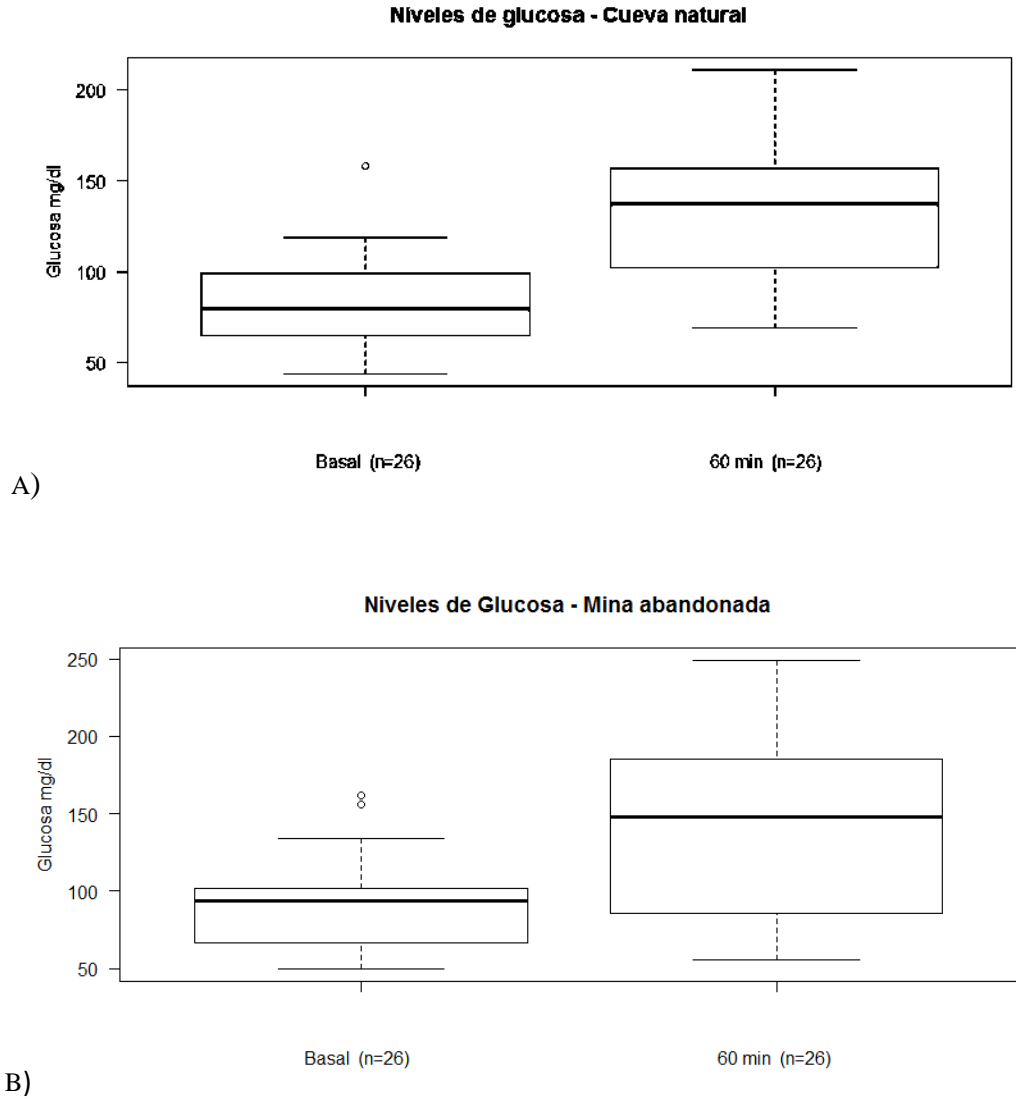 Niveles de glucosa - Cueva natural
200
150
100
50
Glucosa mg/dl
Basal (n=26)
60 min (n=26)
A)
Niveles de Glucosa - Mina abandonada
250
200
150
100
50
Glucosa mg/dl
Basal (n=26)
60 min (n=26)
B)